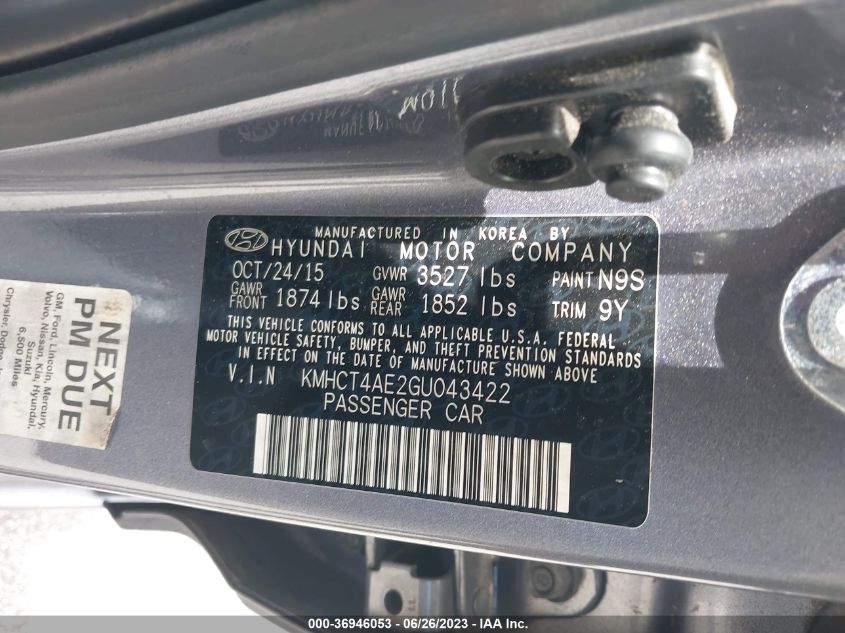 MANUFACTURED IN KOREA BY
HYUNDAI MOTOR COMPANY
OCT/24/15 GVWR 3527 lbs PAINT N9S
GAWR FRONT 1874 lbs GAWR REAR 1852 lbs TRIM 9Y
THIS VEHICLE CONFORMS TO ALL APPLICABLE U.S.A. FEDERAL
MOTOR VEHICLE SAFETY, BUMPER, AND THEFT PREVENTION STANDARDS
IN EFFECT ON THE DATE OF MANUFACTURE SHOWN ABOVE
V.I.N KMHCT4AE2GU043422
PASSENGER CAR
NEXT
PM DUE
GM, Ford, Lincoln, Mercury,
Volvo, Nissan, Kia, Hyundai,
Suzuki
6,500 Miles
Chrysler, Dodge,
000-36946053 - 06/26/2023 - IAA Inc.